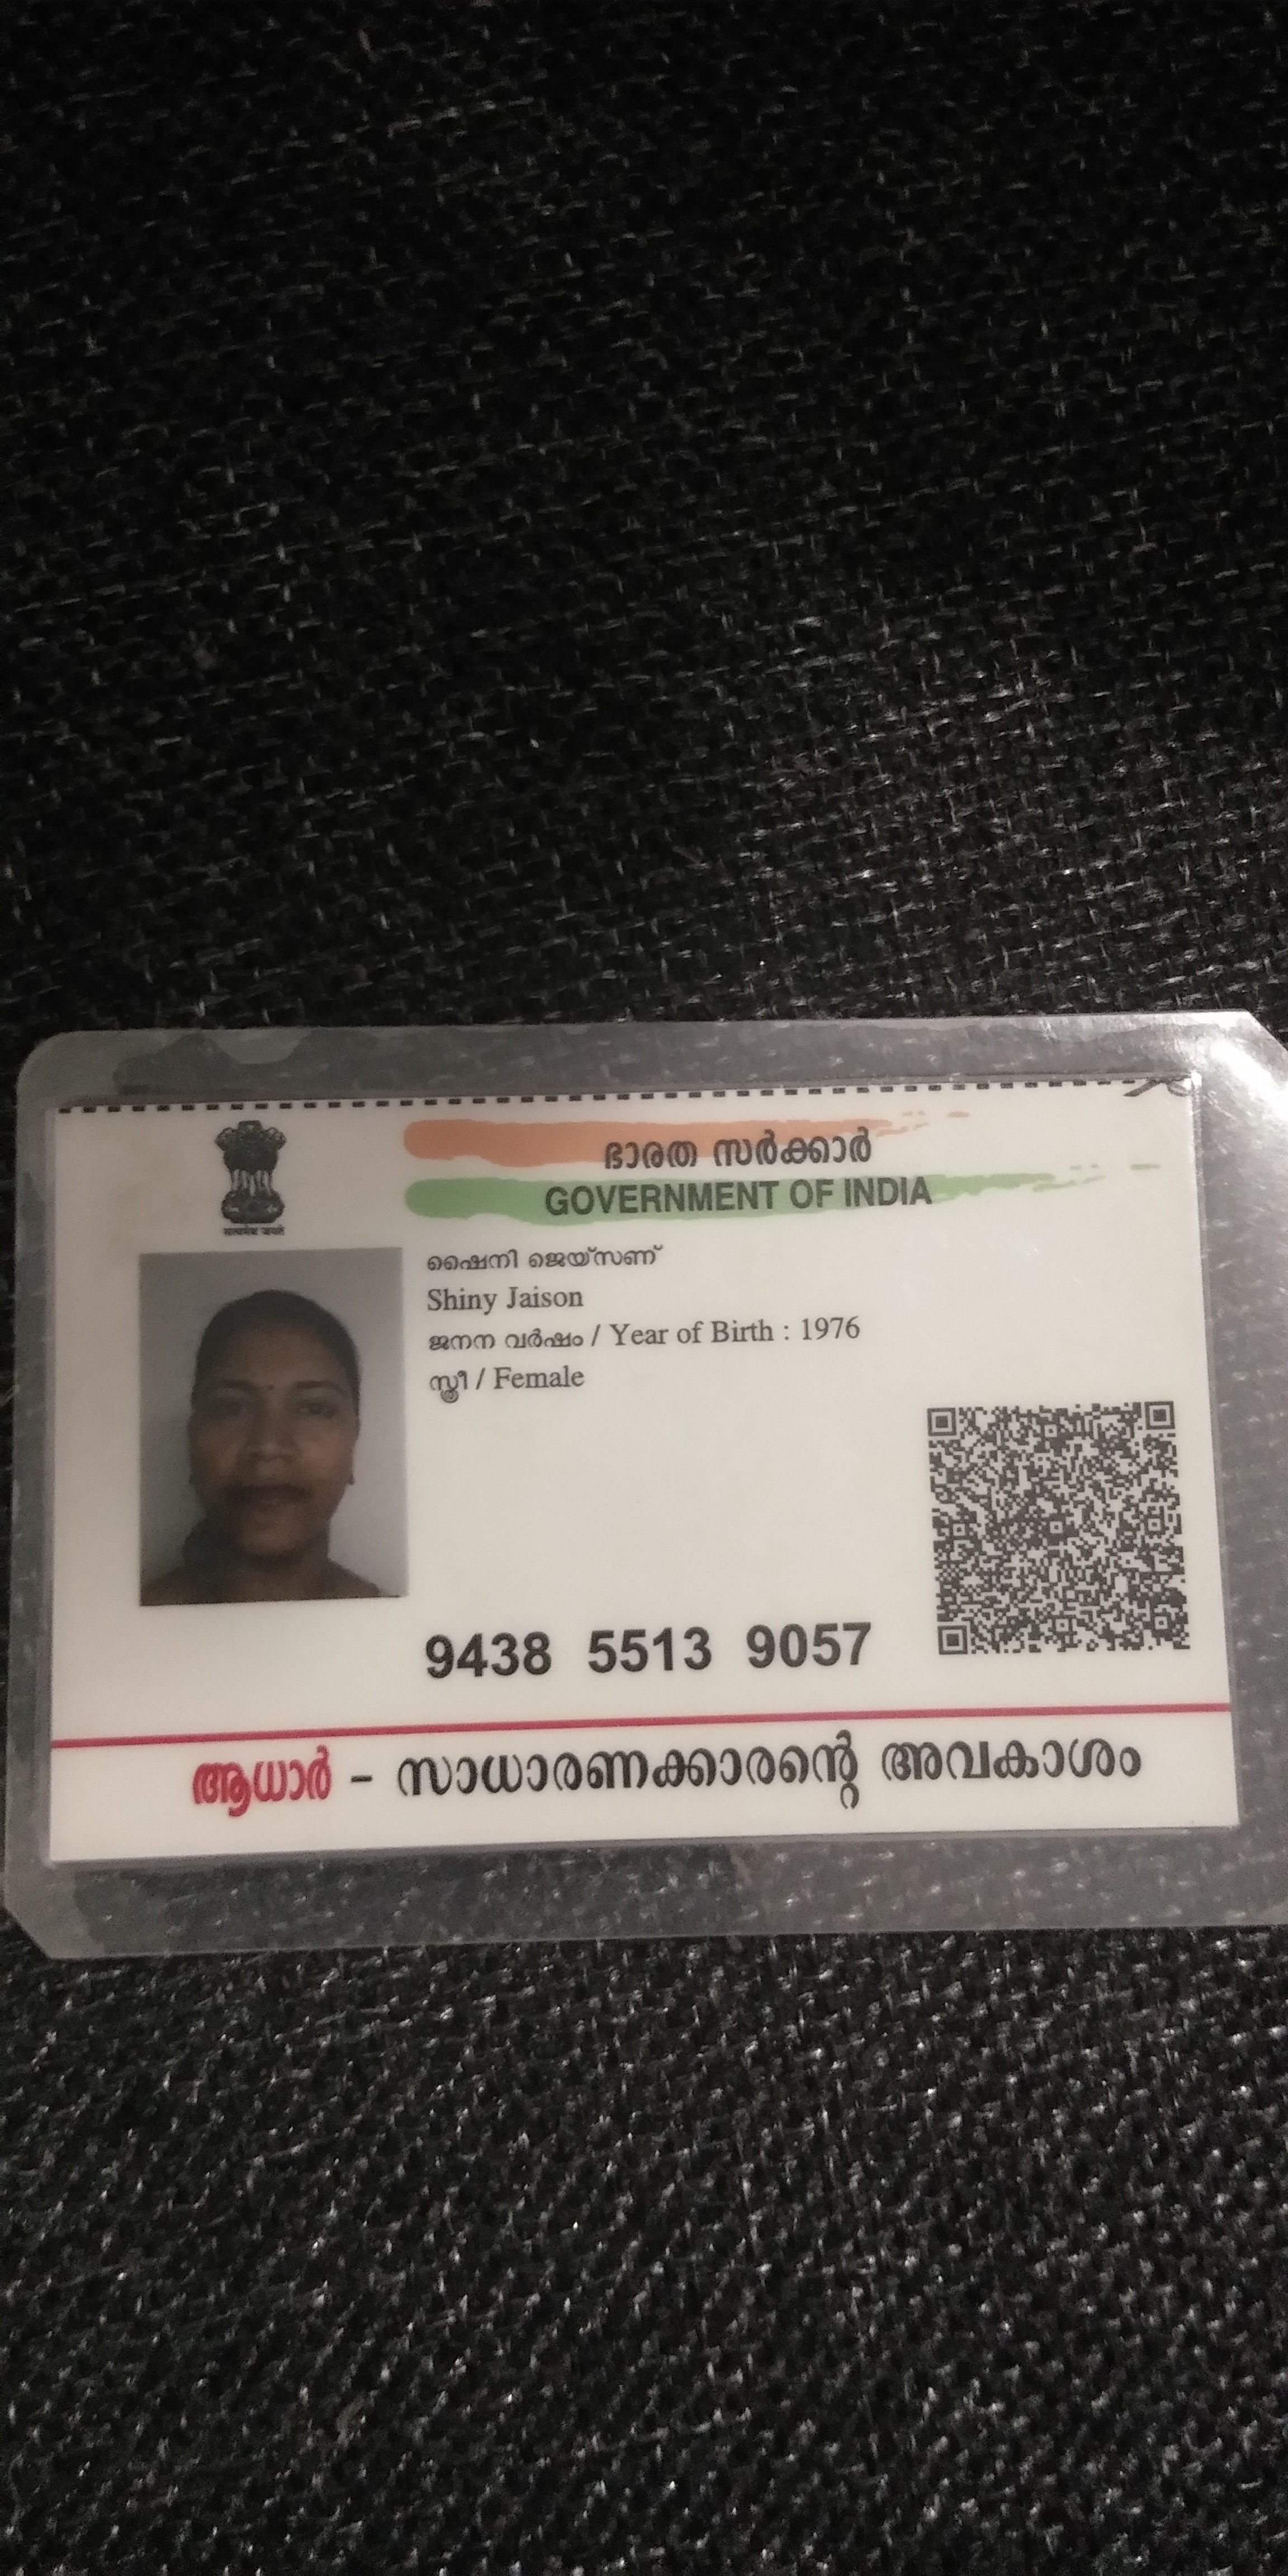 ഭാരത സർക്കാർ
GOVERNMENT OF INDIA
सत्यमेव जयते
ഷൈനി ജെയ്സണ്
Shiny Jaison
ജനന വർഷം / Year of Birth : 1976
സ്ത്രീ / Female
9438 5513 9057
ആധാർ - സാധാരണക്കാരന്റെ അവകാശം